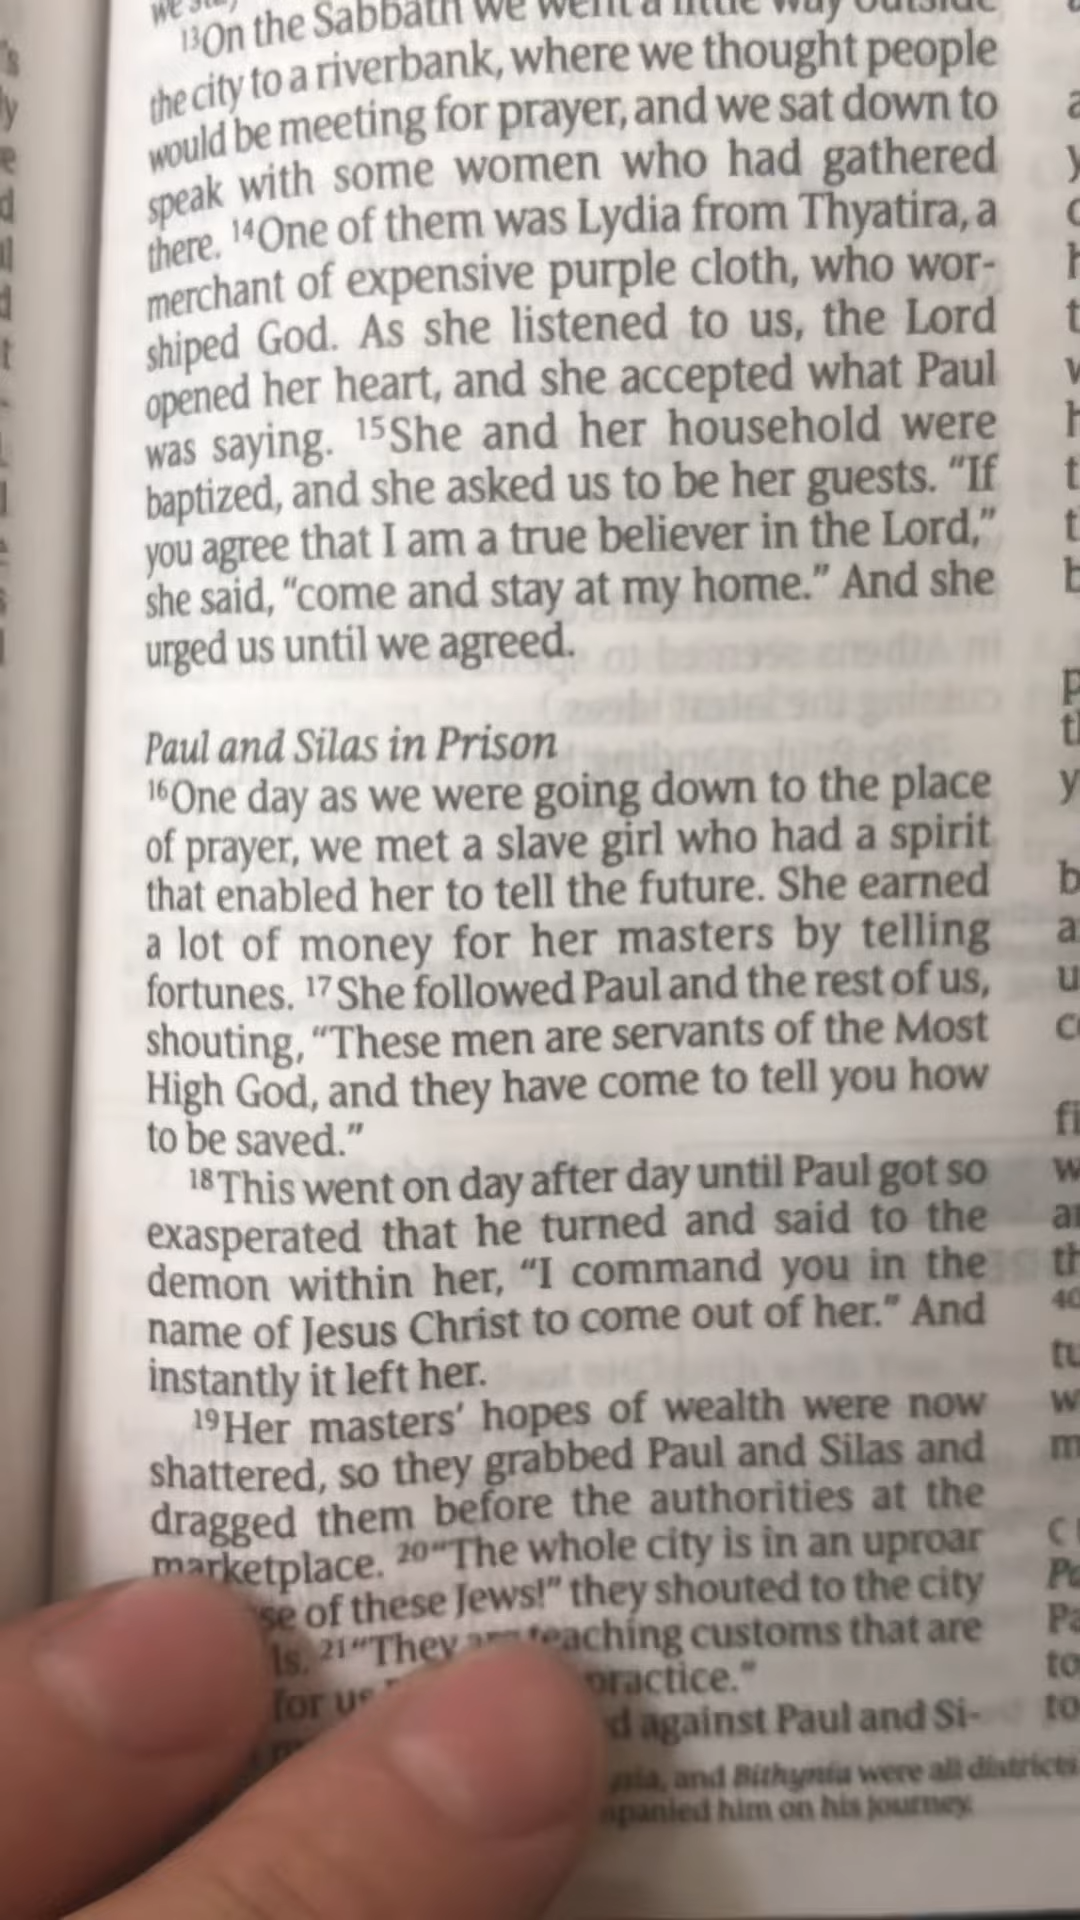 13On the Sabbath we went a little way outside
the city to a riverbank, where we thought people
would be meeting for prayer, and we sat down to
speak with some women who had gathered
there. 14One of them was Lydia from Thyatira, a
merchant of expensive purple cloth, who wor-
shiped God. As she listened to us, the Lord
opened her heart, and she accepted what Paul
was saying. 15She and her household were
baptized, and she asked us to be her guests. “If
you agree that I am a true believer in the Lord,”
she said, “come and stay at my home.” And she
urged us until we agreed.
Paul and Silas in Prison
16One day as we were going down to the place
of prayer, we met a slave girl who had a spirit
that enabled her to tell the future. She earned
a lot of money for her masters by telling
fortunes. 17She followed Paul and the rest of us,
shouting, “These men are servants of the Most
High God, and they have come to tell you how
to be saved.”
18This went on day after day until Paul got so
exasperated that he turned and said to the
demon within her, “I command you in the
name of Jesus Christ to come out of her.” And
instantly it left her.
19Her masters’ hopes of wealth were now
shattered, so they grabbed Paul and Silas and
dragged them before the authorities at the
marketplace. 20“The whole city is in an uproar
of these Jews!” they shouted to the city
21“They are teaching customs that are
for us practice.”
against Paul and Si-
and Bithynia were all districts
him on his journey.